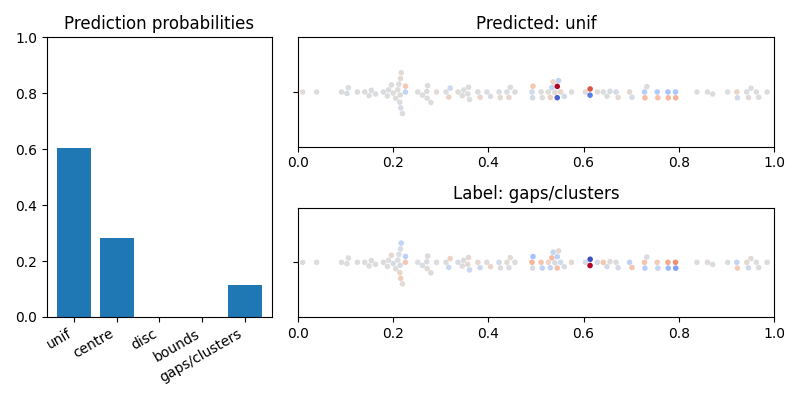 Prediction probabilities
1.0
0.8
0.6
0.4
0.2
0.0
unif
centre
disc
bounds
gaps/clusters
Predicted: unif
0.0 0.2 0.4 0.6 0.8 1.0
Label: gaps/clusters
0.0 0.2 0.4 0.6 0.8 1.0